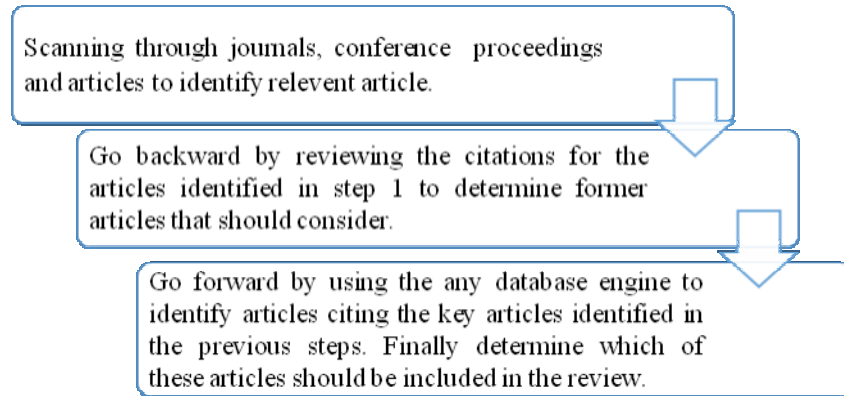 Scanning through journals, conference proceedings
and articles to identify relevent article.
Go backward by reviewing the citations for the
articles identified in step 1 to determine former
articles that should consider.
Go forward by using the any database engine to
identify articles citing the key articles identified in
the previous steps. Finally determine which of
these articles should be included in the review.